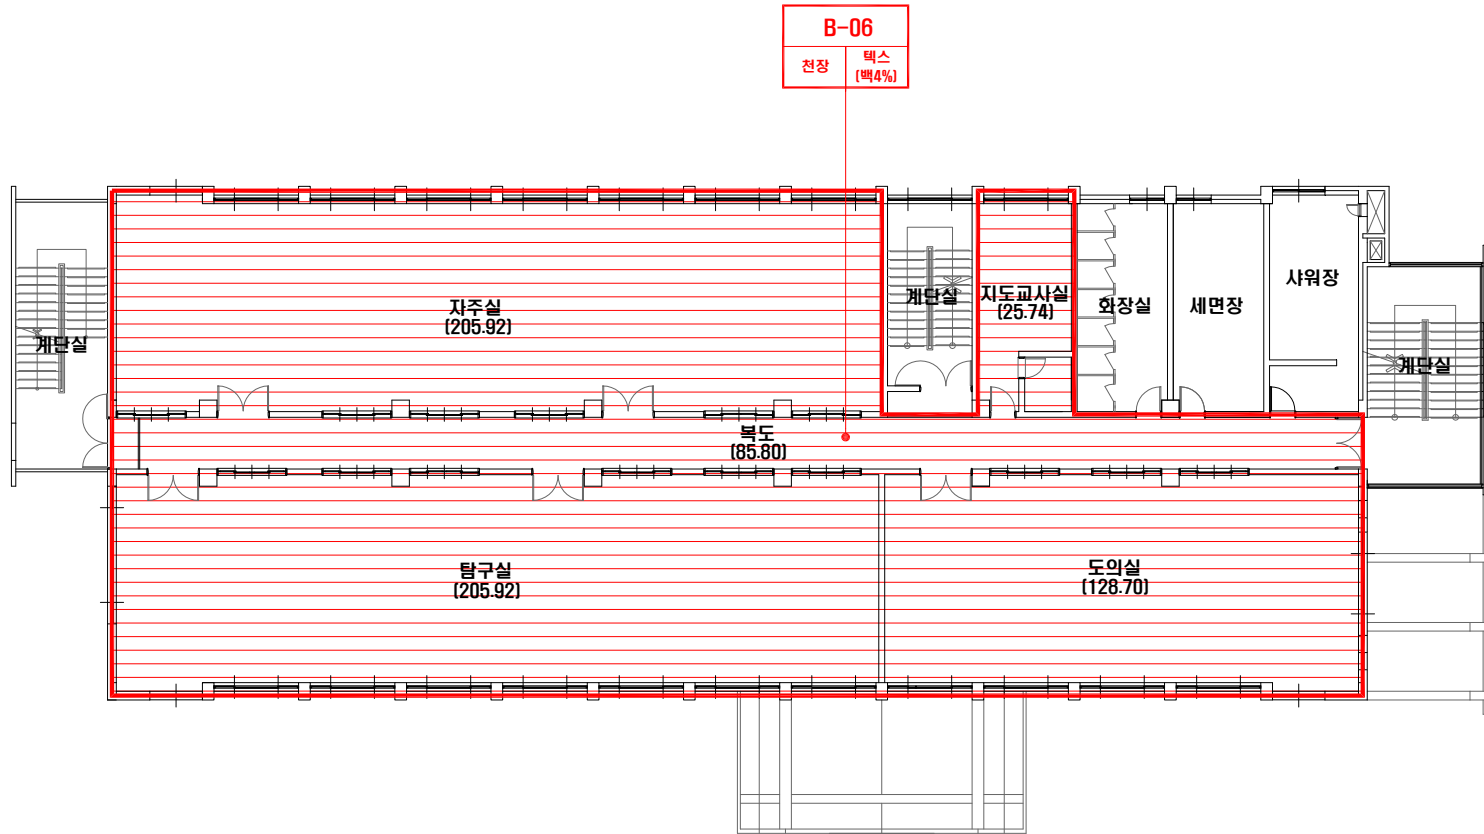 B-06
천장
텍스
(백4%)
자주실
(205.92)
계단실
지도교사실
(25.74)
화장실
세면장
샤워장
계단실
계단실
복도
(85.80)
탐구실
(205.92)
도의실
(128.70)